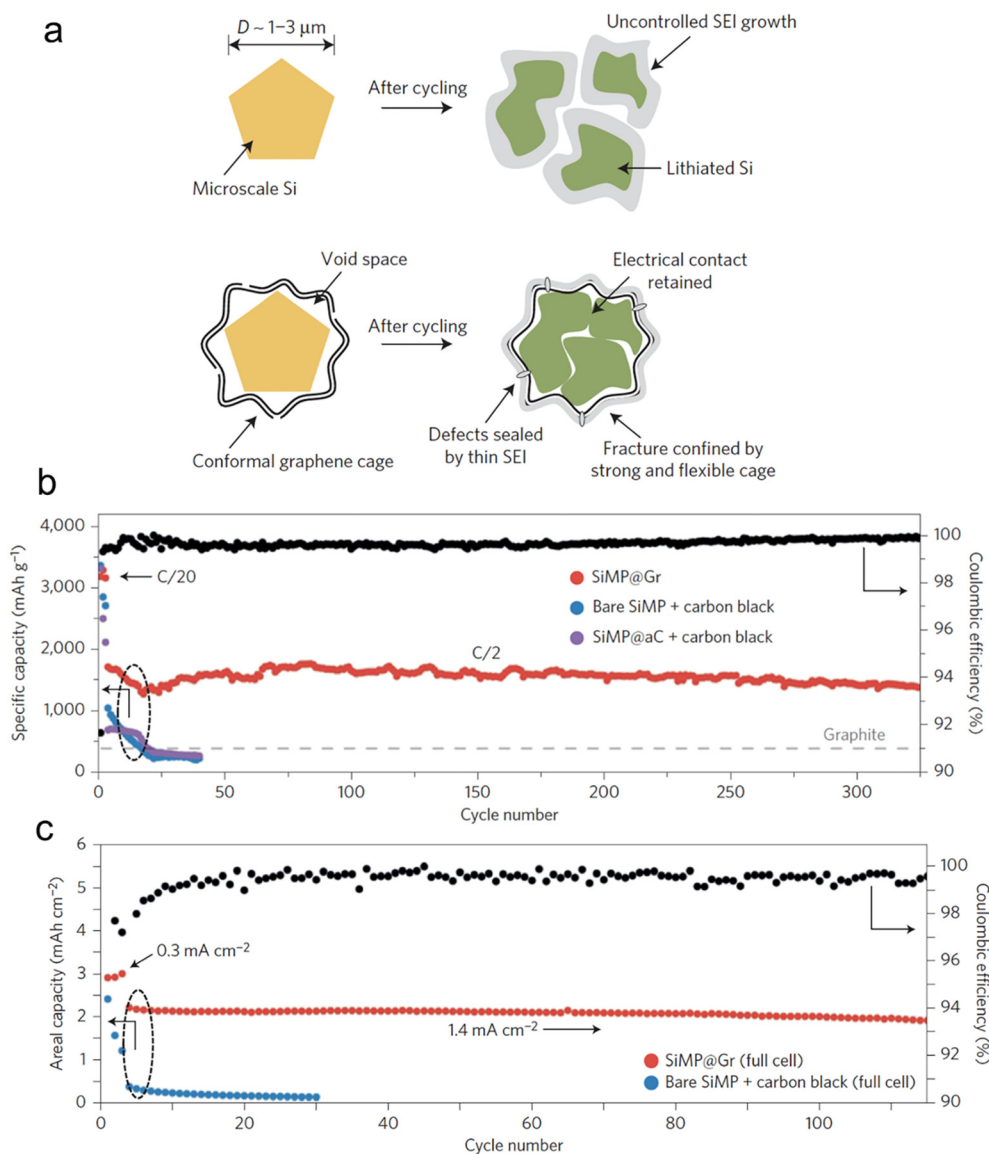 a
D ~ 1–3 μm
After cycling
Uncontrolled SEI growth
Microscale Si
Lithiated Si
Void space
After cycling
Electrical contact
retained
Conformal graphene cage
Defects sealed
by thin SEI
Fracture confined by
strong and flexible cage
b
Specific capacity (mAh g⁻¹)
4,000
3,000
2,000
1,000
0
C/20
SiMP@Gr
Bare SiMP + carbon black
SiMP@aC + carbon black
C/2
Graphite
100
98
96
94
92
90
Coulombic efficiency (%)
0 50 100 150 200 250 300
Cycle number
c
Areal capacity (mAh cm⁻²)
6
5
4
3
2
1
0
0.3 mA cm⁻²
1.4 mA cm⁻²
SiMP@Gr (full cell)
Bare SiMP + carbon black (full cell)
100
98
96
94
92
90
Coulombic efficiency (%)
0 20 40 60 80 100
Cycle number